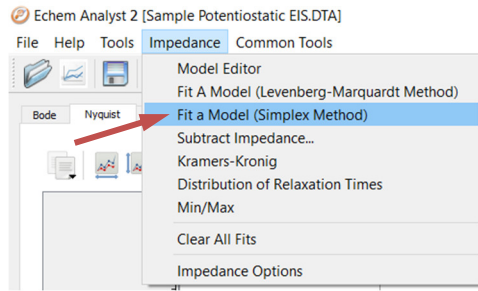 Echem Analyst 2 [Sample Potentiostatic EIS.DTA]
File Help Tools Impedance Common Tools
Model Editor
Fit A Model (Levenberg-Marquardt Method)
Bode Nyquist
Fit a Model (Simplex Method)
Subtract Impedance...
Kramers-Kronig
Distribution of Relaxation Times
Min/Max
Clear All Fits
Impedance Options